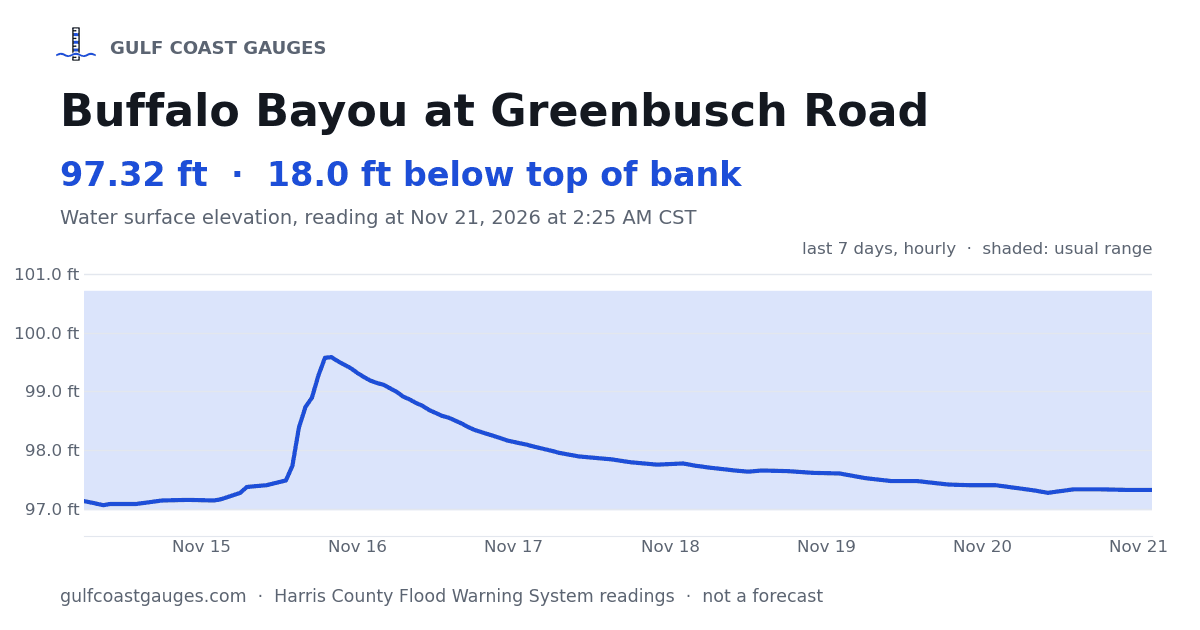 GULF COAST GAUGES
Buffalo Bayou at Greenbusch Road
97.32 ft · 18.0 ft below top of bank
Water surface elevation, reading at Nov 21, 2026 at 2:25 AM CST
last 7 days, hourly · shaded: usual range
101.0 ft
100.0 ft
99.0 ft
98.0 ft
97.0 ft
Nov 15 Nov 16 Nov 17 Nov 18 Nov 19 Nov 20 Nov 21
gulfcoastgauges.com · Harris County Flood Warning System readings · not a forecast